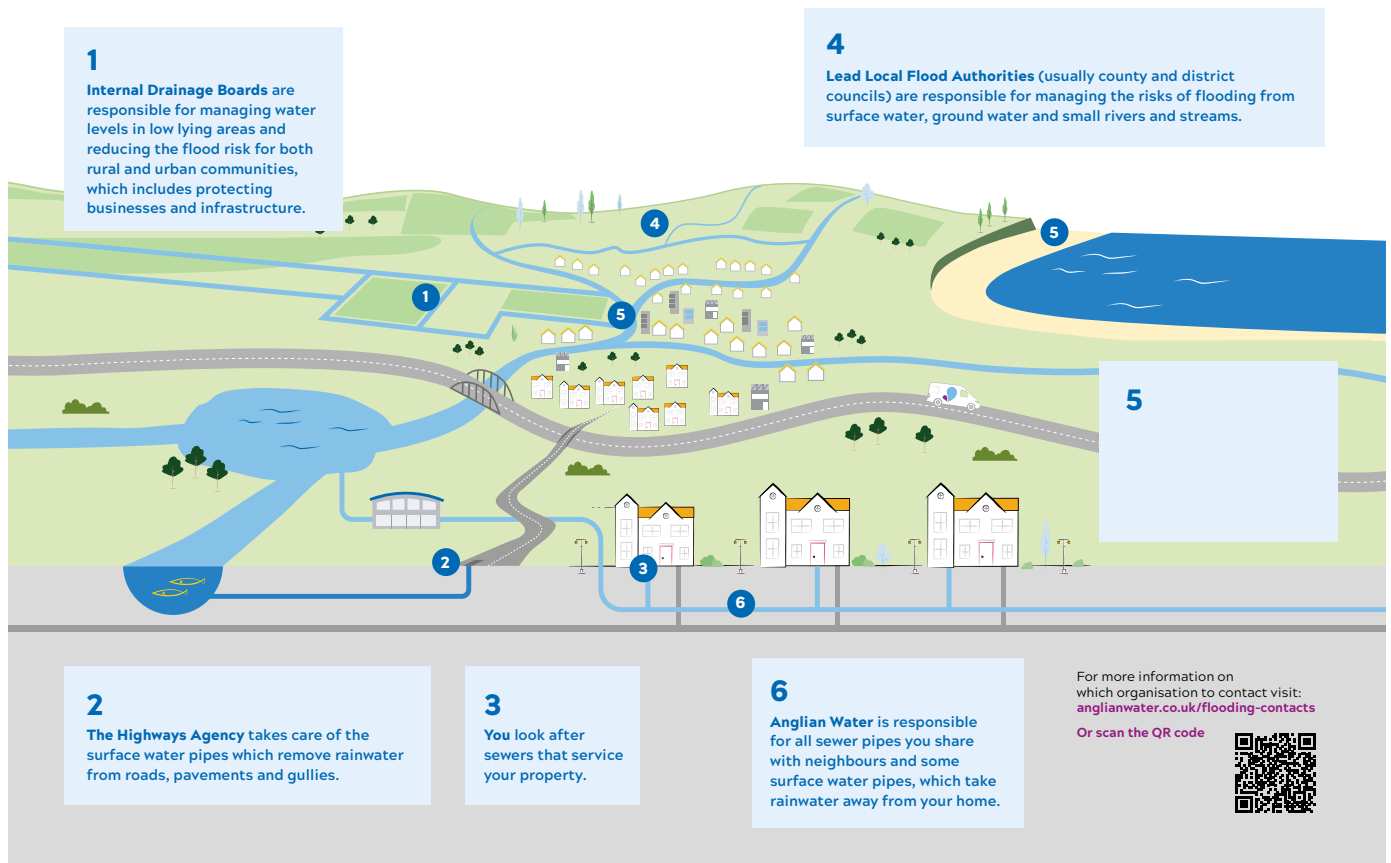 1
Internal Drainage Boards are
responsible for managing water
levels in low lying areas and
reducing the flood risk for both
rural and urban communities,
which includes protecting
businesses and infrastructure.
4
Lead Local Flood Authorities (usually county and district
councils) are responsible for managing the risks of flooding from
surface water, ground water and small rivers and streams.
4
5
1
5
5
2
3
6
2
The Highways Agency takes care of the
surface water pipes which remove rainwater
from roads, pavements and gullies.
3
You look after
sewers that service
your property.
6
Anglian Water is responsible
for all sewer pipes you share
with neighbours and some
surface water pipes, which take
rainwater away from your home.
For more information on
which organisation to contact visit:
anglianwater.co.uk/flooding-contacts
Or scan the QR code